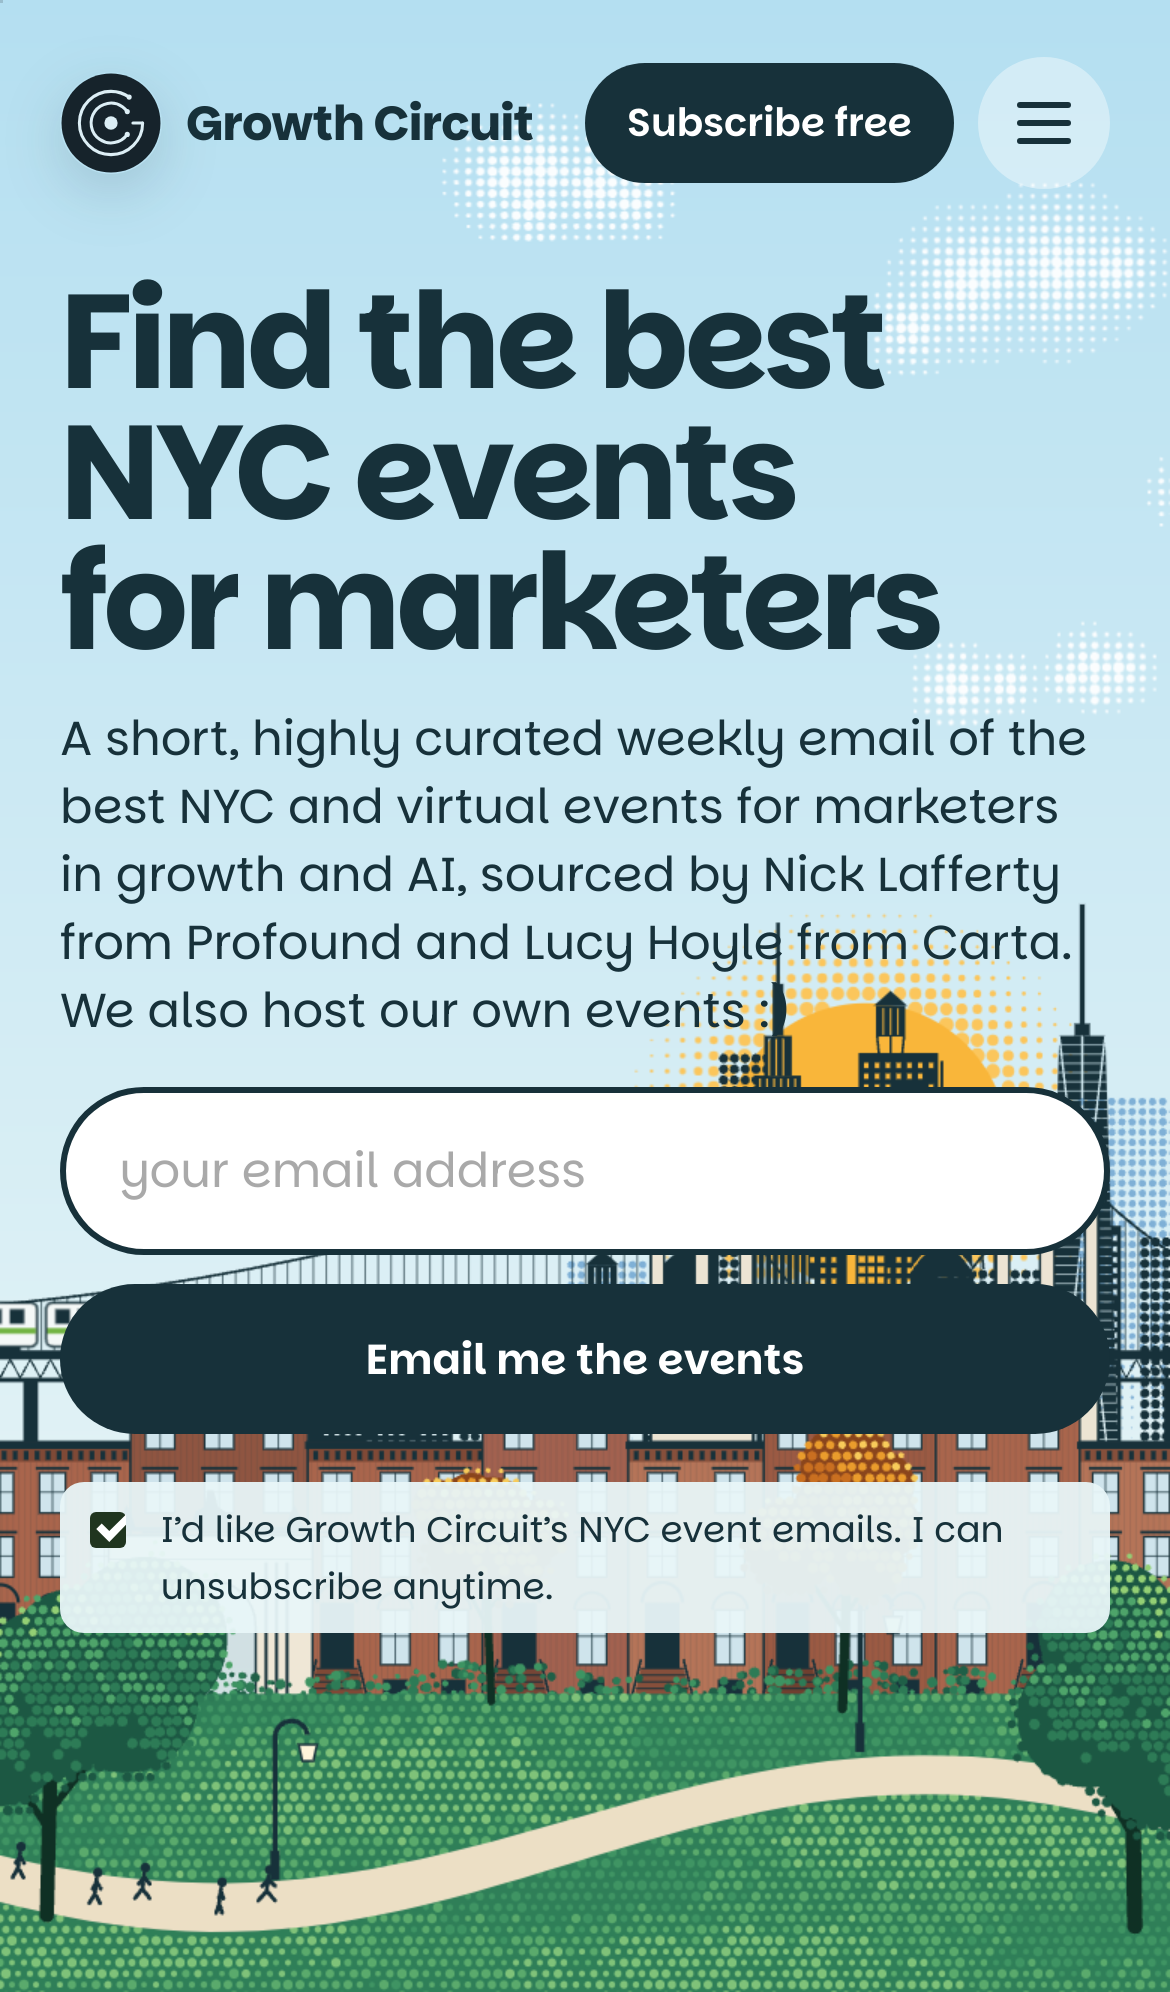 Growth Circuit
Subscribe free
Find the best
NYC events
for marketers
A short, highly curated weekly email of the
best NYC and virtual events for marketers
in growth and AI, sourced by Nick Lafferty
from Profound and Lucy Hoyle from Carta.
We also host our own events :)
your email address
Email me the events
I’d like Growth Circuit’s NYC event emails. I can
unsubscribe anytime.